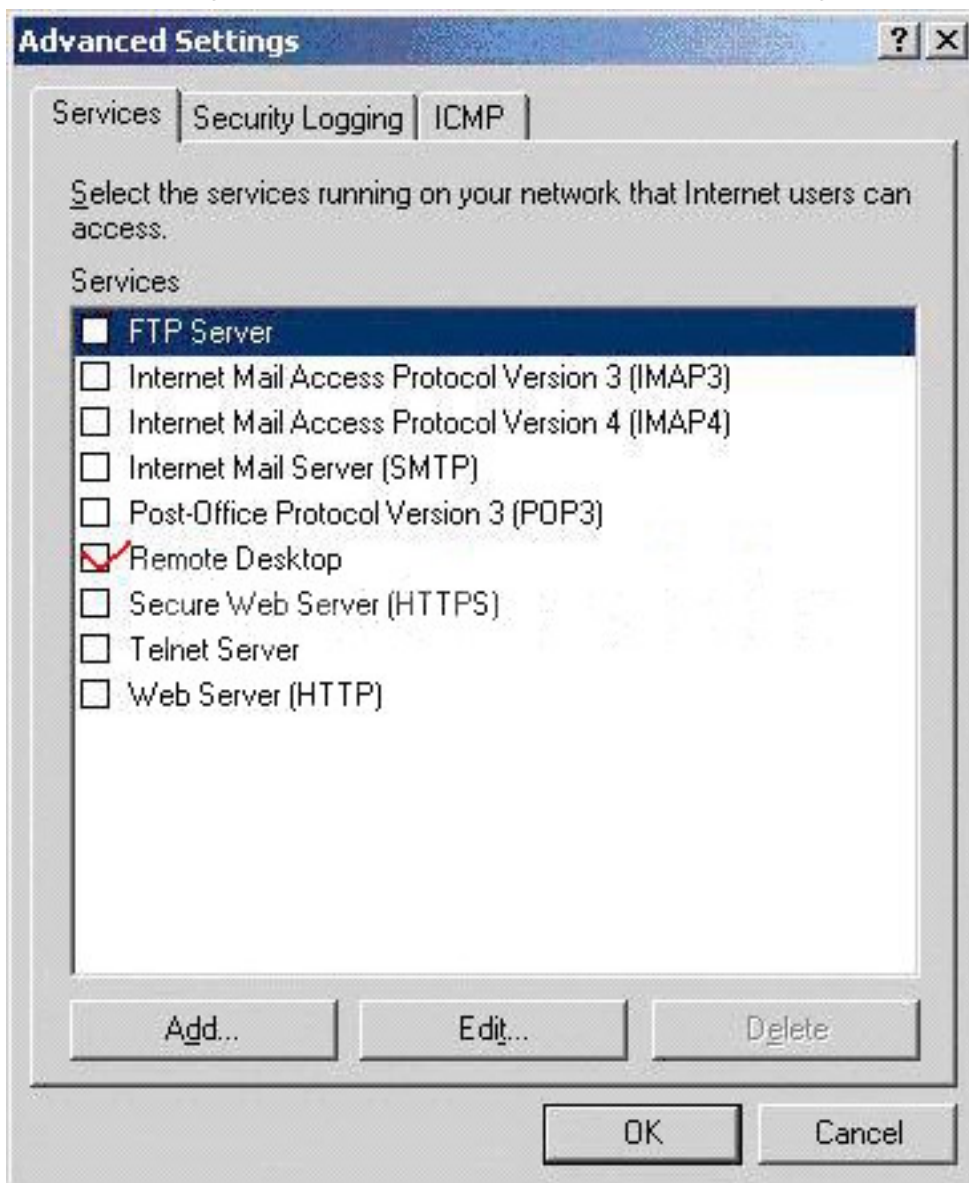 Advanced Settings
Services
Security Logging
ICMP
Select the services running on your network that Internet users can
access.
Services
FTP Server
Internet Mail Access Protocol Version 3 (IMAP3)
Internet Mail Access Protocol Version 4 (IMAP4)
Internet Mail Server (SMTP)
Post-Office Protocol Version 3 (POP3)
Remote Desktop
Secure Web Server (HTTPS)
Telnet Server
Web Server (HTTP)
Add...
Edit...
Delete
OK
Cancel